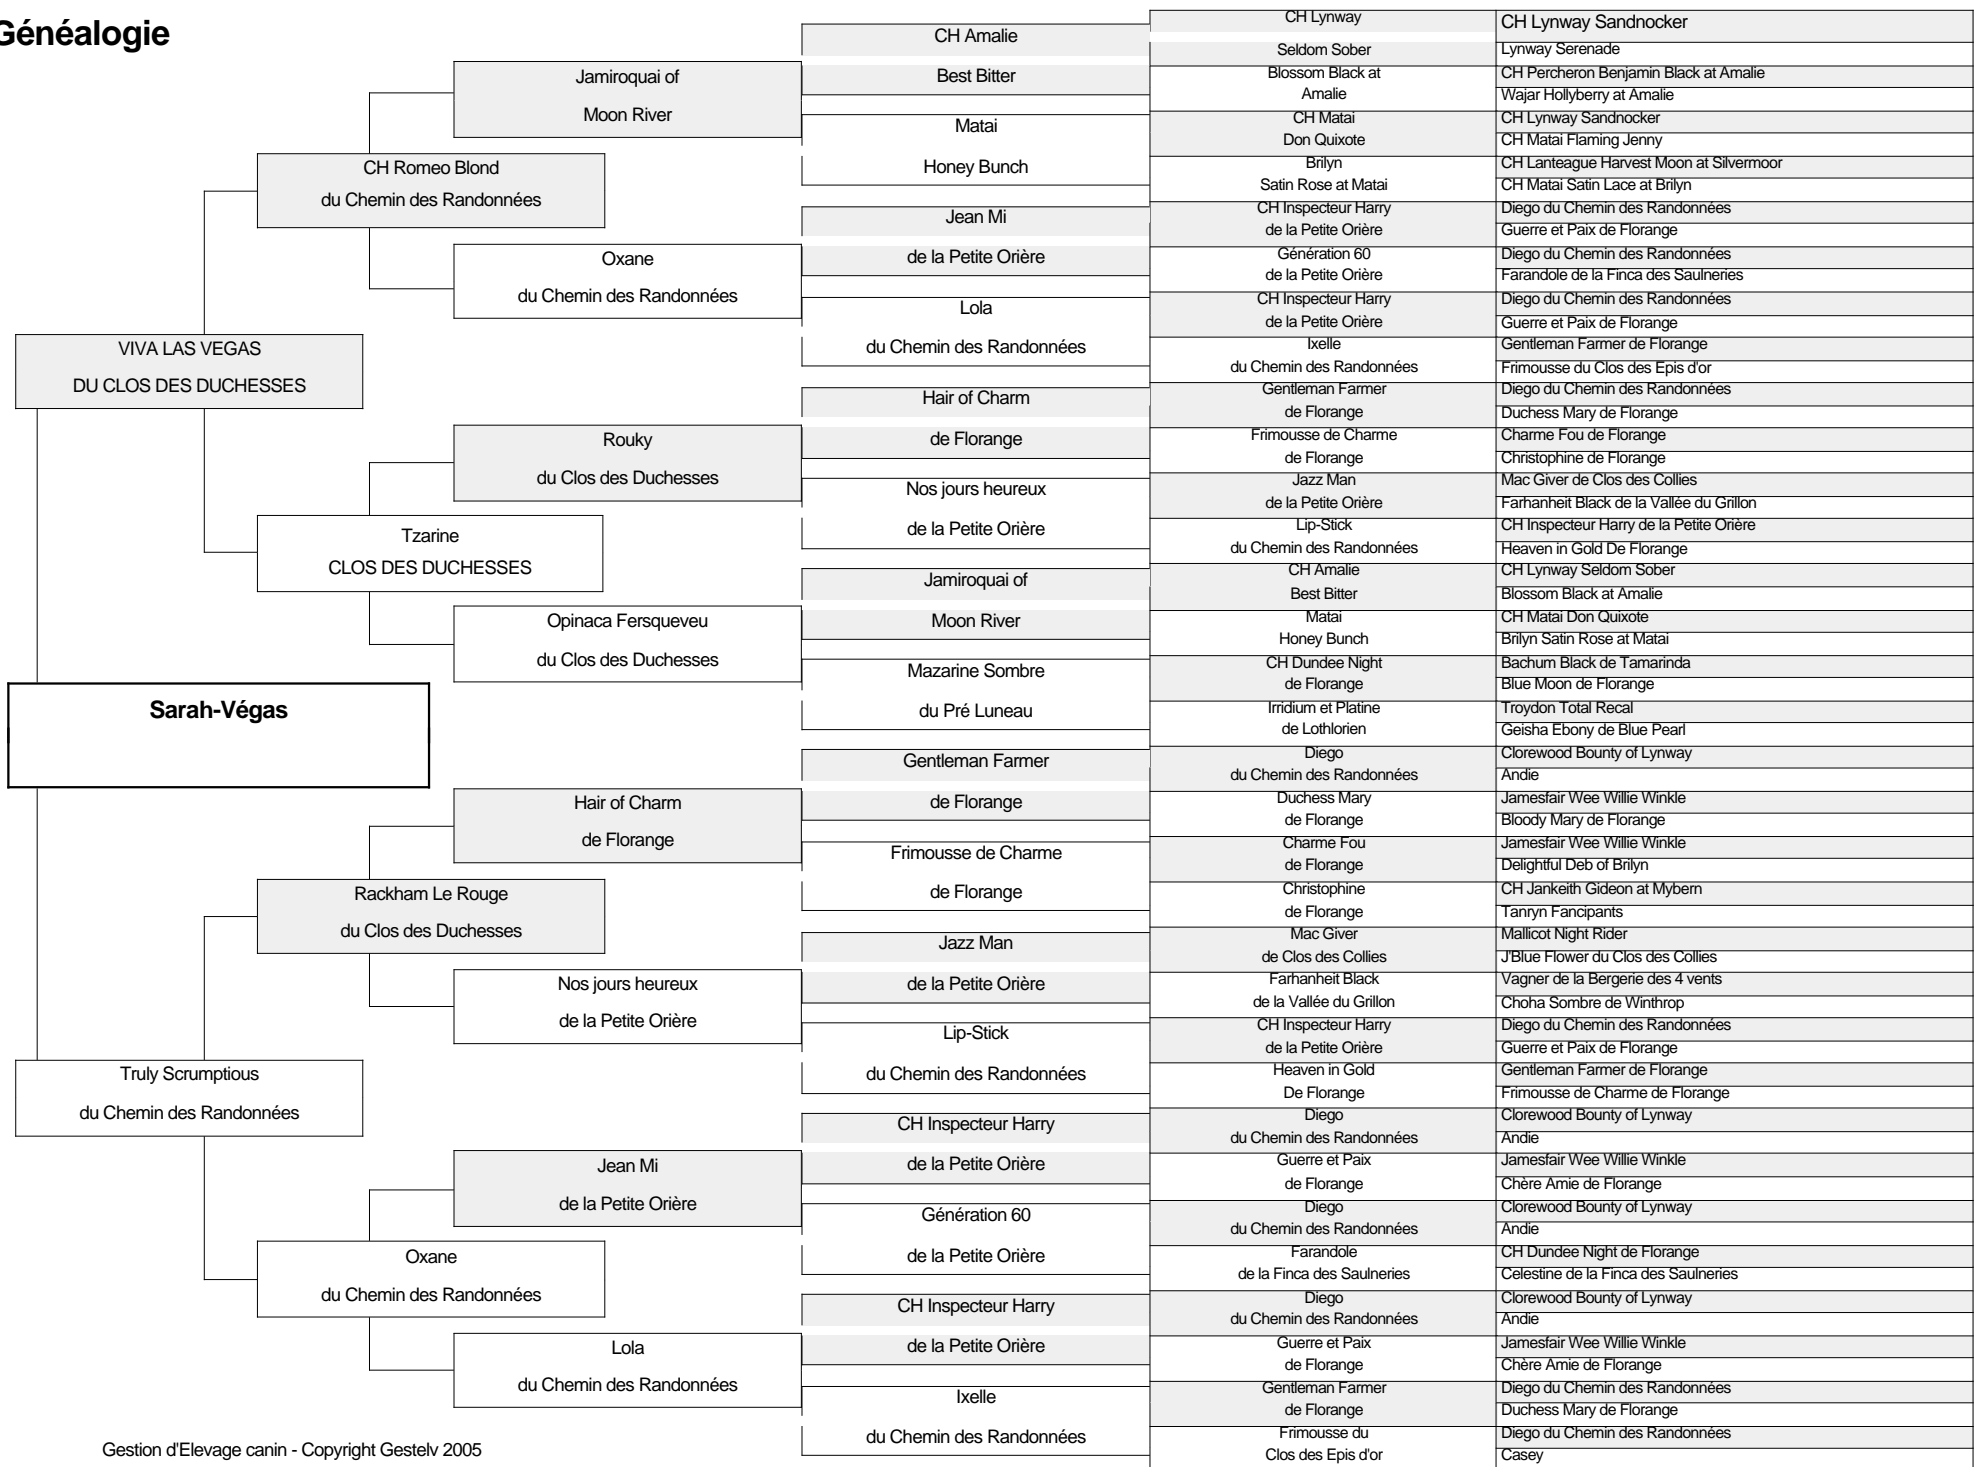 Généalogie
Sarah-Végas
VIVA LAS VEGAS
DU CLOS DES DUCHESSES
Truly Scrumptious
du Chemin des Randonnées
CH Romeo Blond
du Chemin des Randonnées
Tzarine
CLOS DES DUCHESSES
Rackham Le Rouge
du Clos des Duchesses
Oxane
du Chemin des Randonnées
Jamiroquai of
Moon River
Oxane
du Chemin des Randonnées
Rouky
du Clos des Duchesses
Opinaca Fersqueveu
du Clos des Duchesses
Hair of Charm
de Florange
Nos jours heureux
de la Petite Orière
Jean Mi
de la Petite Orière
Lola
du Chemin des Randonnées
CH Amalie
Best Bitter
Matai
Honey Bunch
Jean Mi
de la Petite Orière
Lola
du Chemin des Randonnées
Hair of Charm
de Florange
Nos jours heureux
de la Petite Orière
Jamiroquai of
Moon River
Mazarine Sombre
du Pré Luneau
Gentleman Farmer
de Florange
Frimousse de Charme
de Florange
Jazz Man
de la Petite Orière
Lip-Stick
du Chemin des Randonnées
CH Inspecteur Harry
de la Petite Orière
Génération 60
de la Petite Orière
CH Inspecteur Harry
de la Petite Orière
Ixelle
du Chemin des Randonnées
CH Lynway
Seldom Sober
Blossom Black at
Amalie
CH Matai
Don Quixote
Brilyn
Satin Rose at Matai
CH Inspecteur Harry
de la Petite Orière
Génération 60
de la Petite Orière
CH Inspecteur Harry
de la Petite Orière
Ixelle
du Chemin des Randonnées
Gentleman Farmer
de Florange
Frimousse de Charme
de Florange
Jazz Man
de la Petite Orière
Lip-Stick
du Chemin des Randonnées
CH Amalie
Best Bitter
Matai
Honey Bunch
CH Dundee Night
de Florange
Irridium et Platine
de Lothlorien
Diego
du Chemin des Randonnées
Duchess Mary
de Florange
Charme Fou
de Florange
Christophine
de Florange
Mac Giver
de Clos des Collies
Farhanheit Black
de la Vallée du Grillon
CH Inspecteur Harry
de la Petite Orière
Heaven in Gold
De Florange
Diego
du Chemin des Randonnées
Guerre et Paix
de Florange
Diego
du Chemin des Randonnées
Farandole
de la Finca des Saulneries
Diego
du Chemin des Randonnées
Guerre et Paix
de Florange
Gentleman Farmer
de Florange
Frimousse du
Clos des Epis d'or
CH Lynway Sandnocker
Lynway Serenade
CH Percheron Benjamin Black at Amalie
Wajar Hollyberry at Amalie
CH Lynway Sandnocker
CH Matai Flaming Jenny
CH Lanteague Harvest Moon at Silvermoor
CH Matai Satin Lace at Brilyn
Diego du Chemin des Randonnées
Guerre et Paix de Florange
Diego du Chemin des Randonnées
Farandole de la Finca des Saulneries
Diego du Chemin des Randonnées
Guerre et Paix de Florange
Gentleman Farmer de Florange
Frimousse du Clos des Epis d'or
Diego du Chemin des Randonnées
Duchess Mary de Florange
Charme Fou de Florange
Christophine de Florange
Mac Giver de Clos des Collies
Farhanheit Black de la Vallée du Grillon
CH Inspecteur Harry de la Petite Orière
Heaven in Gold De Florange
CH Lynway Seldom Sober
Blossom Black at Amalie
CH Matai Don Quixote
Brilyn Satin Rose at Matai
Bachum Black de Tamarinda
Blue Moon de Florange
Troydon Total Recal
Geisha Ebony de Blue Pearl
Clorewood Bounty of Lynway
Andie
Jamesfair Wee Willie Winkle
Bloody Mary de Florange
Jamesfair Wee Willie Winkle
Delightful Deb of Brilyn
CH Jankeith Gideon at Mybern
Tanryn Fancipants
Mallicot Night Rider
J'Blue Flower du Clos des Collies
Vagner de la Bergerie des 4 vents
Choha Sombre de Winthrop
Diego du Chemin des Randonnées
Guerre et Paix de Florange
Gentleman Farmer de Florange
Frimousse de Charme de Florange
Clorewood Bounty of Lynway
Andie
Jamesfair Wee Willie Winkle
Chère Amie de Florange
Clorewood Bounty of Lynway
Andie
CH Dundee Night de Florange
Celestine de la Finca des Saulneries
Clorewood Bounty of Lynway
Andie
Jamesfair Wee Willie Winkle
Chère Amie de Florange
Diego du Chemin des Randonnées
Duchess Mary de Florange
Diego du Chemin des Randonnées
Casey
Gestion d'Elevage canin - Copyright Gestelv 2005